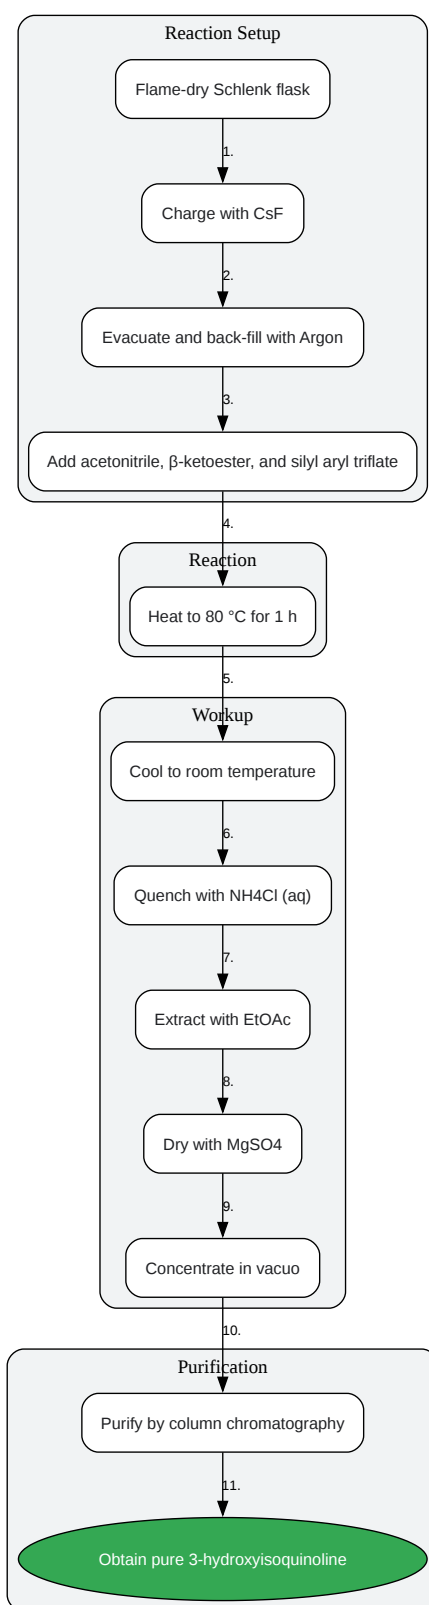 Reaction Setup
Flame-dry Schlenk flask
1.
Charge with CsF
2.
Evacuate and back-fill with Argon
3.
Add acetonitrile, β-ketoester, and silyl aryl triflate
4.
Reaction
Heat to 80 °C for 1 h
5.
Workup
Cool to room temperature
6.
Quench with NH4Cl (aq)
7.
Extract with EtOAc
8.
Dry with MgSO4
9.
Concentrate in vacuo
10.
Purification
Purify by column chromatography
11.
Obtain pure 3-hydroxyisoquinoline